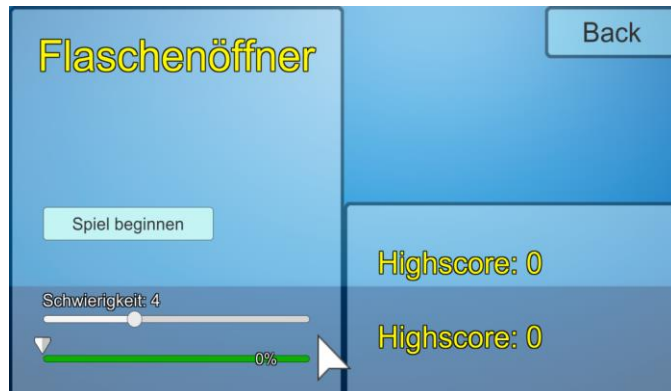 Flaschenöffner
Back
Spiel beginnen
Schwierigkeit: 4
0%
Highscore: 0
Highscore: 0